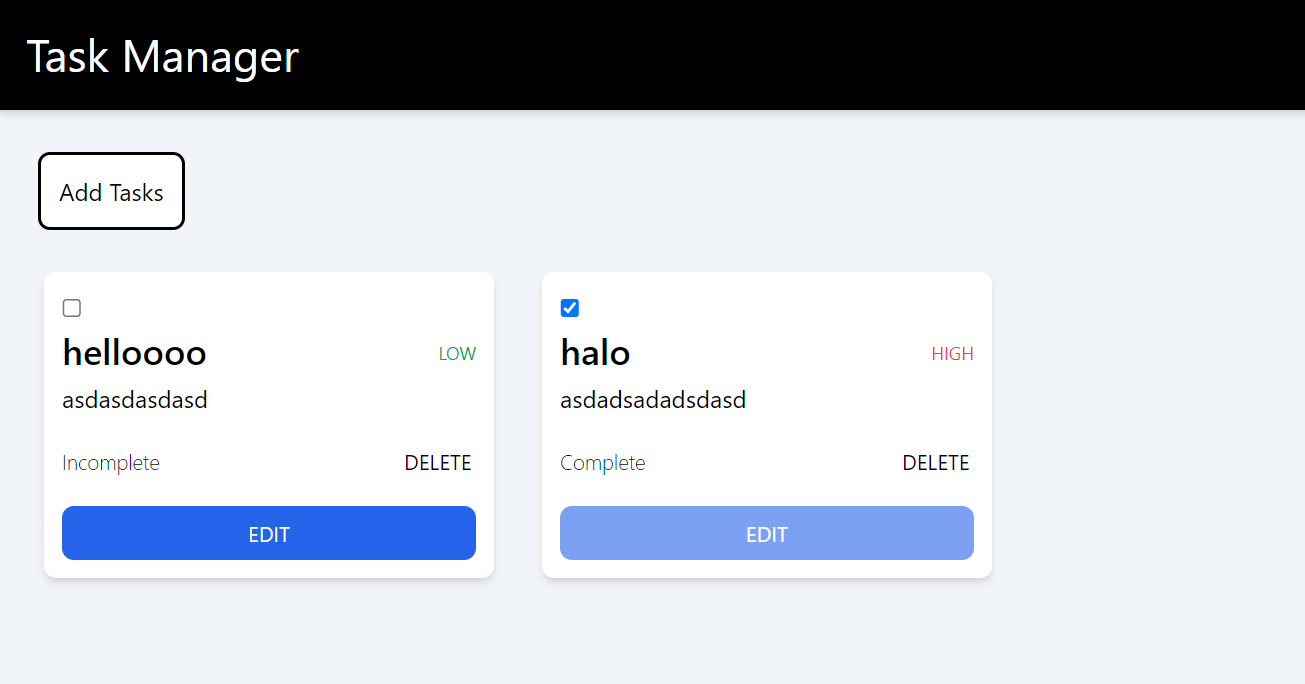 Task Manager
Add Tasks
helloooo
LOW
asdasdasdasd
Incomplete
DELETE
EDIT
halo
HIGH
asdadsadadsdasd
Complete
DELETE
EDIT